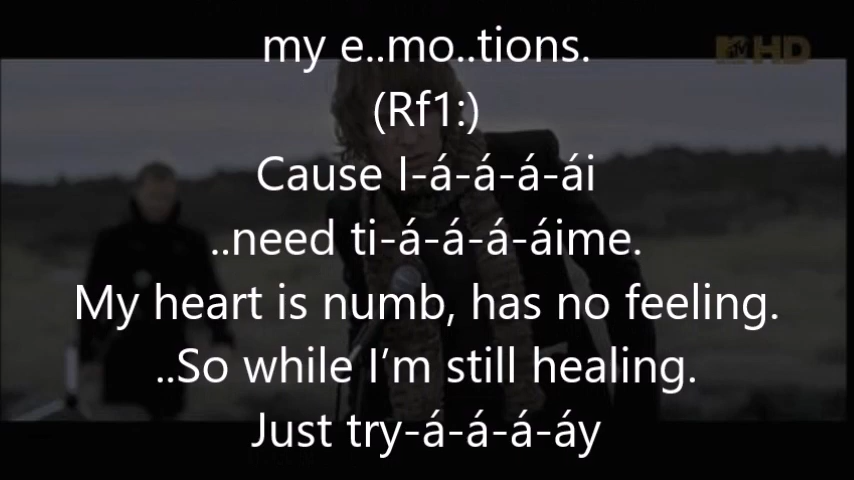 my e..mo..tions.
MTV HD
(Rf1:)
Cause I-á-á-á-ái
..need ti-á-á-á-áime.
My heart is numb, has no feeling.
..So while I’m still healing.
Just try-á-á-á-áy